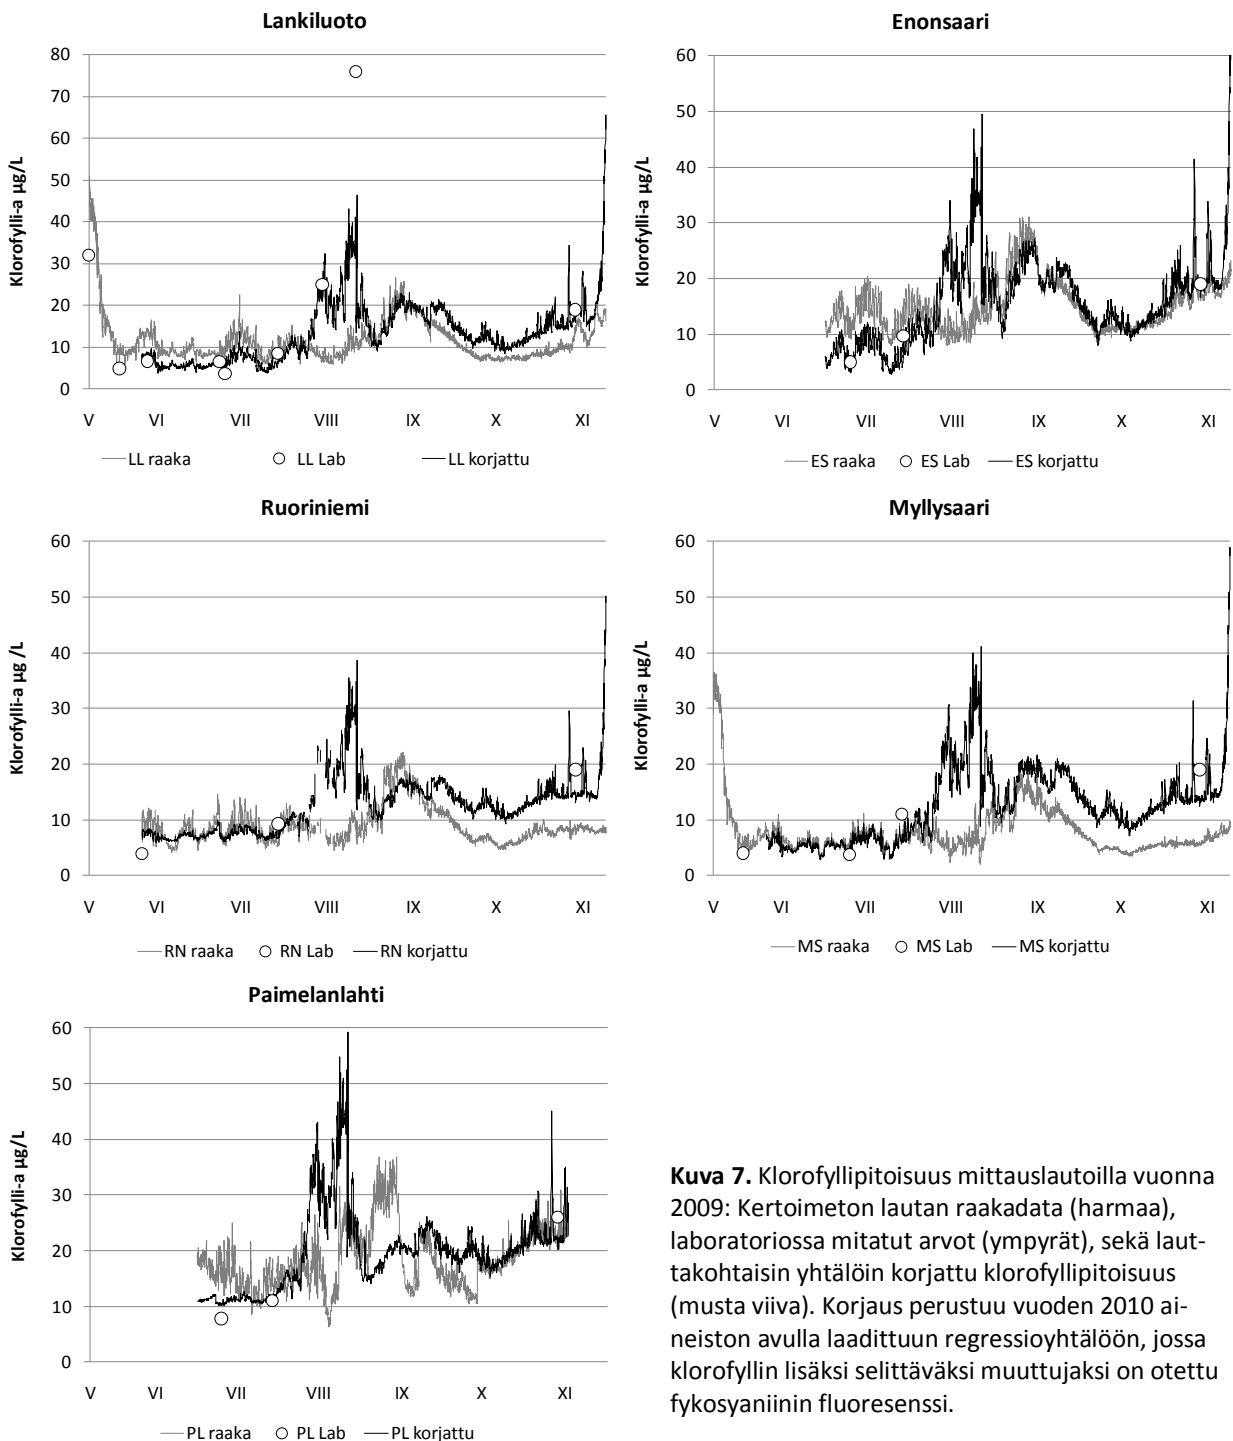 Lankiluoto
80
70
60
50
40
30
20
10
0
Klorofylli-a µg/L
V VI VII VIII IX X XI
LL raaka LL Lab LL korjattu
Enonsaari
60
50
40
30
20
10
0
Klorofylli-a µg/L
V VI VII VIII IX X XI
ES raaka ES Lab ES korjattu
Ruoriniemi
60
50
40
30
20
10
0
Klorofylli-a µg /L
V VI VII VIII IX X XI
RN raaka RN Lab RN korjattu
Myllysaari
60
50
40
30
20
10
0
Klorofylli-a µg/L
V VI VII VIII IX X XI
MS raaka MS Lab MS korjattu
Paimelanlahti
60
50
40
30
20
10
0
Klorofylli-a µg/L
V VI VII VIII IX X XI
PL raaka PL Lab PL korjattu
Kuva 7. Klorofyllipitoisuus mittauslautoilla vuonna
2009: Kertoimeton lautan raakadata (harmaa),
laboratoriossa mitatut arvot (ympyrät), sekä laut-
takohtaisin yhtälöin korjattu klorofyllipitoisuus
(musta viiva). Korjaus perustuu vuoden 2010 ai-
neiston avulla laadittuun regressioyhtälöön, jossa
klorofyllin lisäksi selittäväksi muuttujaksi on otettu
fykosyaniinin fluoresenssi.